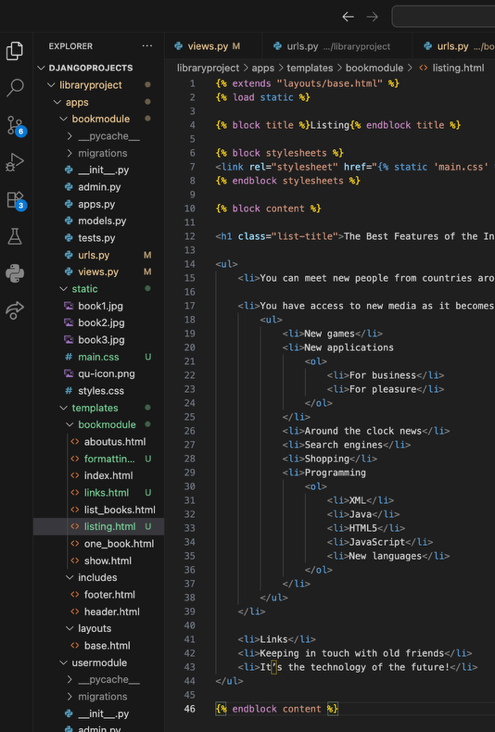 EXPLORER
DJANGOPROJECTS
libraryproject
apps
bookmodule
__pycache__
migrations
__init__.py
admin.py
apps.py
models.py
tests.py
urls.py M
views.py M
static
book1.jpg
book2.jpg
book3.jpg
main.css U
qu-icon.png
styles.css
templates
bookmodule
aboutus.html
formattin... U
index.html
links.html U
list_books.html
listing.html U
one_book.html
show.html
includes
footer.html
header.html
layouts
base.html
usermodule
__pycache__
migrations
__init__.py
admin.py
6
3
views.py M urls.py .../libraryproject urls.py .../bo
libraryproject > apps > templates > bookmodule > <> listing.html
1 {% extends "layouts/base.html" %}
2 {% load static %}
3
4 {% block title %}Listing{% endblock title %}
5
6 {% block stylesheets %}
7 <link rel="stylesheet" href="{% static 'main.css'
8 {% endblock stylesheets %}
9
10 {% block content %}
11
12 <h1 class="list-title">The Best Features of the In
13
14 <ul>
15 <li>You can meet new people from countries aro
16
17 <li>You have access to new media as it becomes
18 <ul>
19 <li>New games</li>
20 <li>New applications
21 <ol>
22 <li>For business</li>
23 <li>For pleasure</li>
24 </ol>
25 </li>
26 <li>Around the clock news</li>
27 <li>Search engines</li>
28 <li>Shopping</li>
29 <li>Programming
30 <ol>
31 <li>XML</li>
32 <li>Java</li>
33 <li>HTML5</li>
34 <li>JavaScript</li>
35 <li>New languages</li>
36 </ol>
37 </li>
38 </ul>
39 </li>
40
41 <li>Links</li>
42 <li>Keeping in touch with old friends</li>
43 <li>It’s the technology of the future!</li>
44 </ul>
45
46 {% endblock content %}